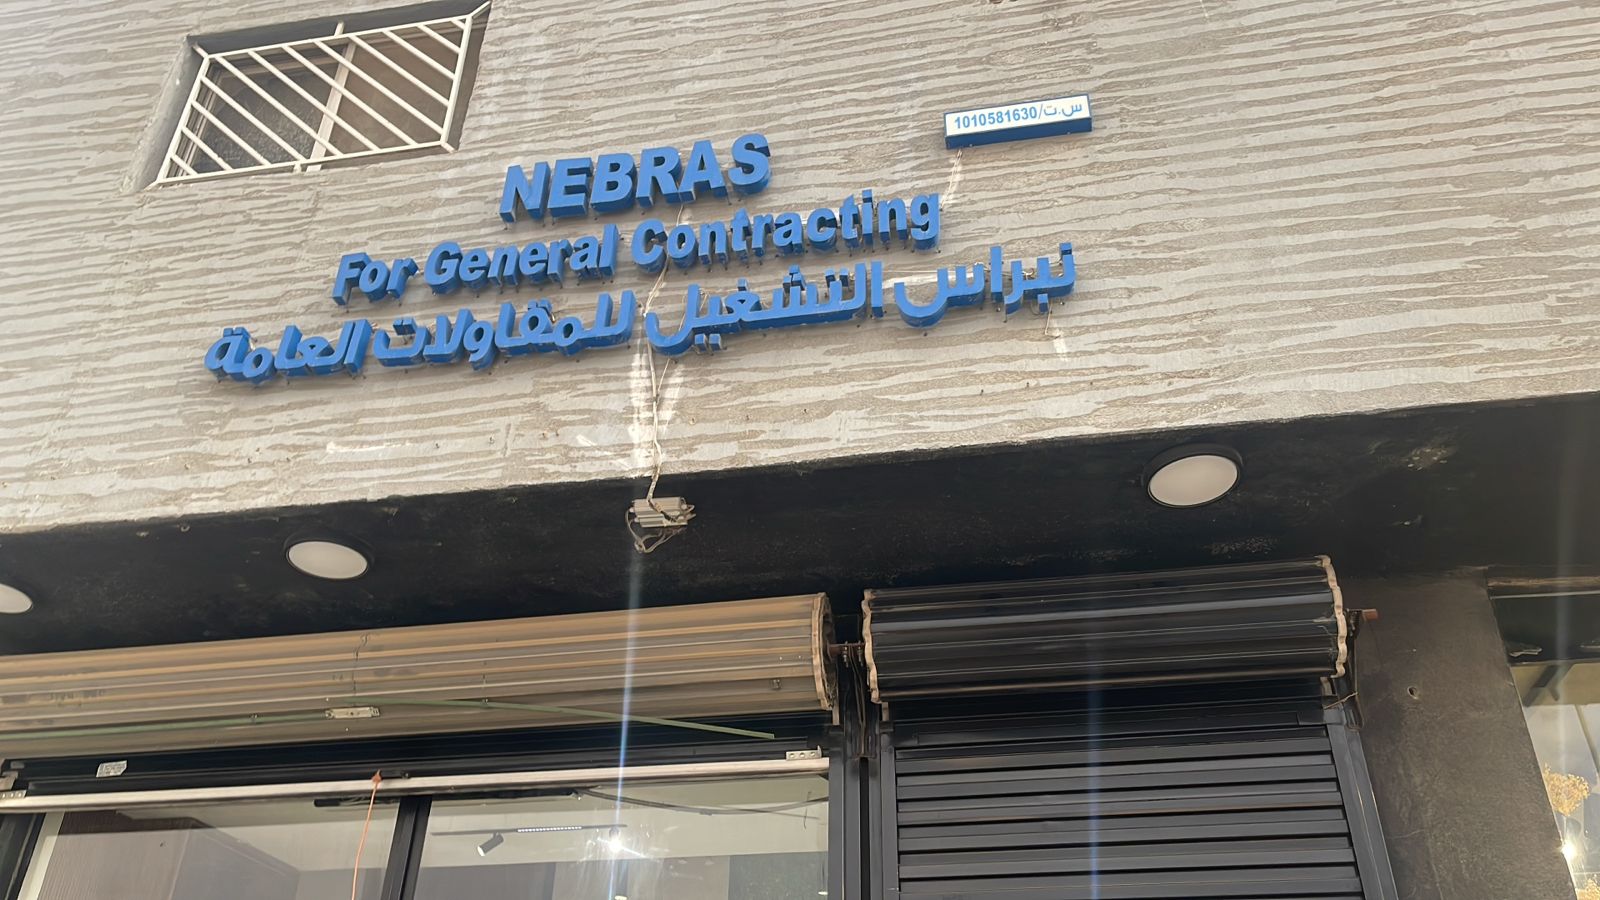 س.ت/1010581630
NEBRAS
For General Contracting
نبراس التشغيل للمقاولات العامة